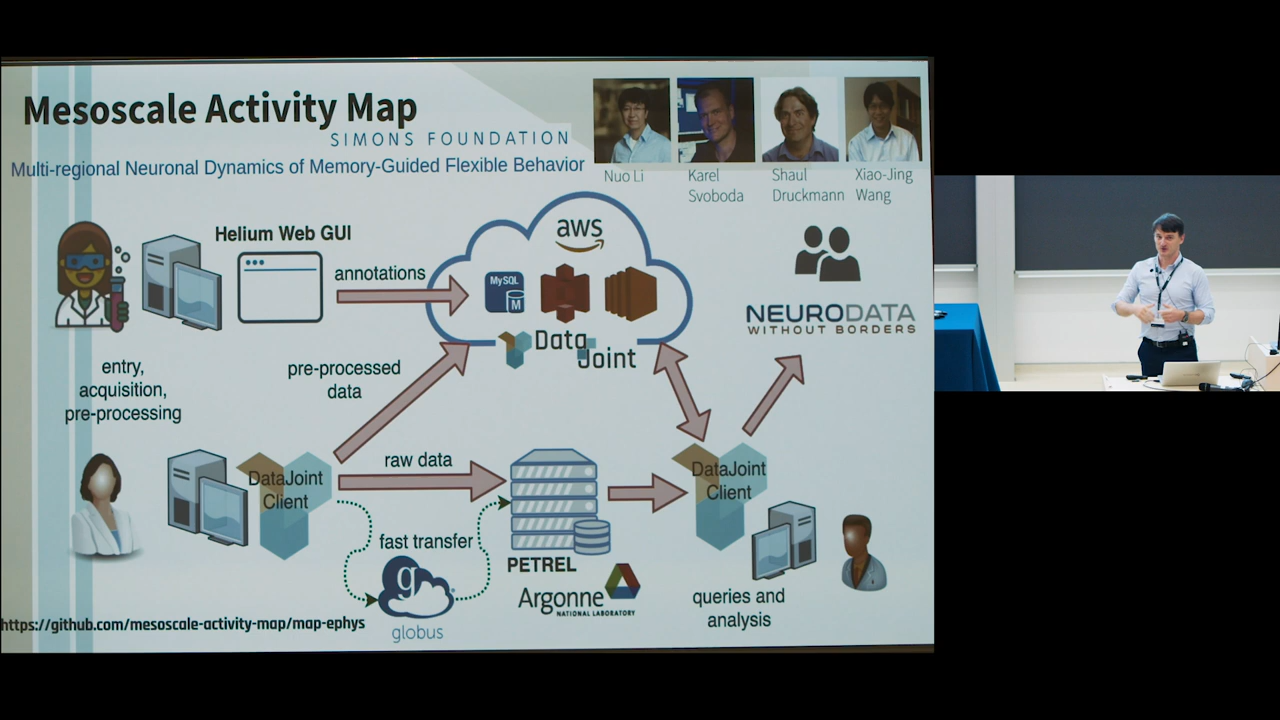 Mesoscale Activity Map
SIMONS FOUNDATION
Multi-regional Neuronal Dynamics of Memory-Guided Flexible Behavior
Nuo Li
Karel
Svoboda
Shaul
Druckmann
Xiao-Jing
Wang
Helium Web GUI
annotations
aws
MySQL
M
DataJoint
NEURODATA
WITHOUT BORDERS
entry,
acquisition,
pre-processing
pre-processed
data
DataJoint
Client
raw data
fast transfer
g
globus
PETREL
Argonne
NATIONAL LABORATORY
DataJoint
Client
queries and
analysis
https://github.com/mesoscale-activity-map/map-ephys